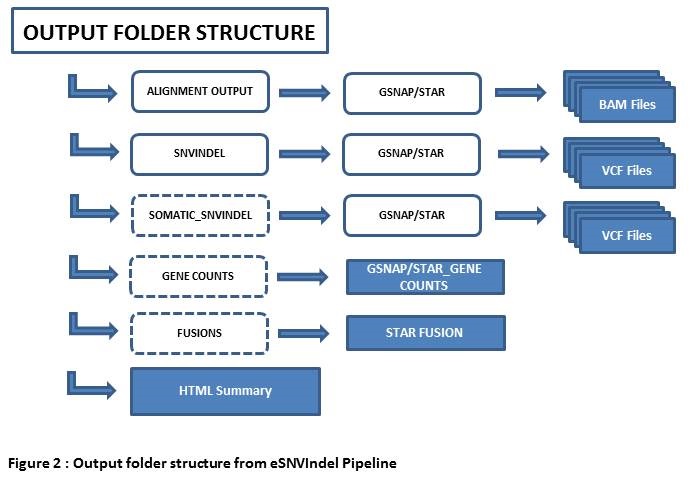 OUTPUT FOLDER STRUCTURE
ALIGNMENT OUTPUT
GSNAP/STAR
BAM Files
SNVINDEL
GSNAP/STAR
VCF Files
SOMATIC_SNVINDEL
GSNAP/STAR
VCF Files
GENE COUNTS
GSNAP/STAR_GENE
COUNTS
FUSIONS
STAR FUSION
HTML Summary
Figure 2 : Output folder structure from eSNVIndel Pipeline